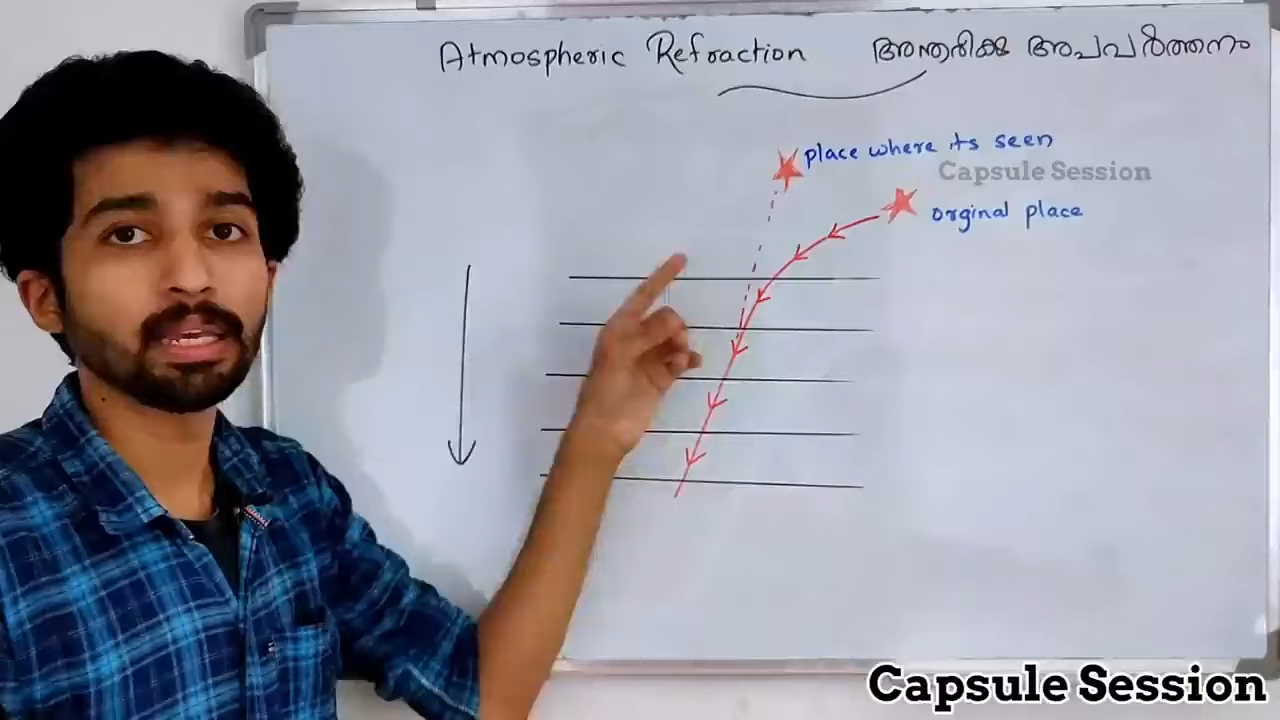 Atmospheric Refraction അന്തരീക്ഷ അപവർത്തനം
place where its seen
Capsule Session
orginal place
Capsule Session